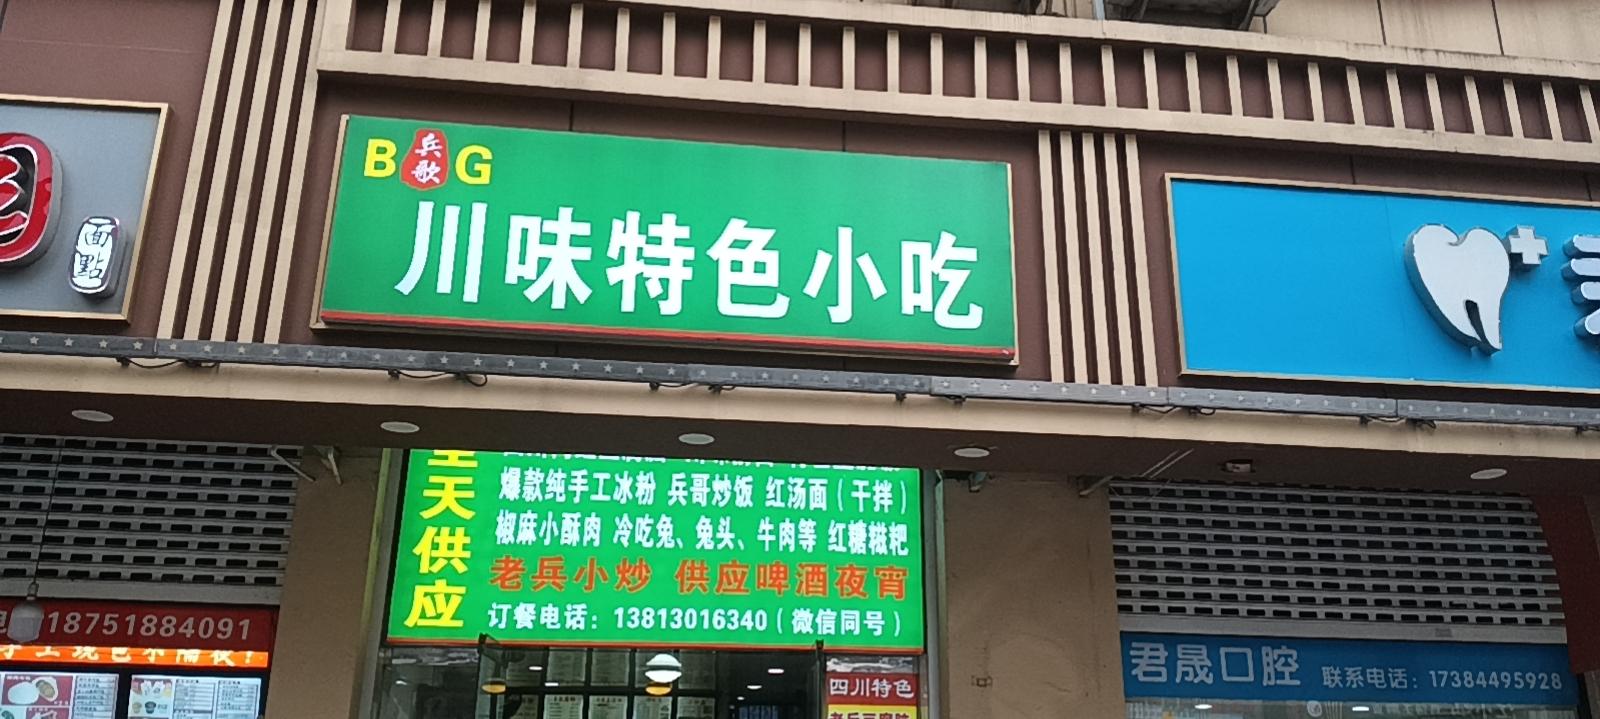 B 兵歌 G
川味特色小吃
面點
全天供应
爆款纯手工冰粉 兵哥炒饭 红汤面（干拌）
椒麻小酥肉 冷吃兔、兔头、牛肉等 红糖糍粑
老兵小炒 供应啤酒夜宵
订餐电话：13813016340（微信同号）
18751884091
四川特色
君晟口腔 联系电话：17384495928